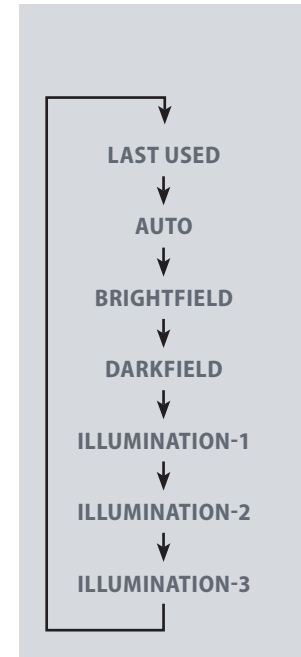 LAST USED
AUTO
BRIGHTFIELD
DARKFIELD
ILLUMINATION-1
ILLUMINATION-2
ILLUMINATION-3